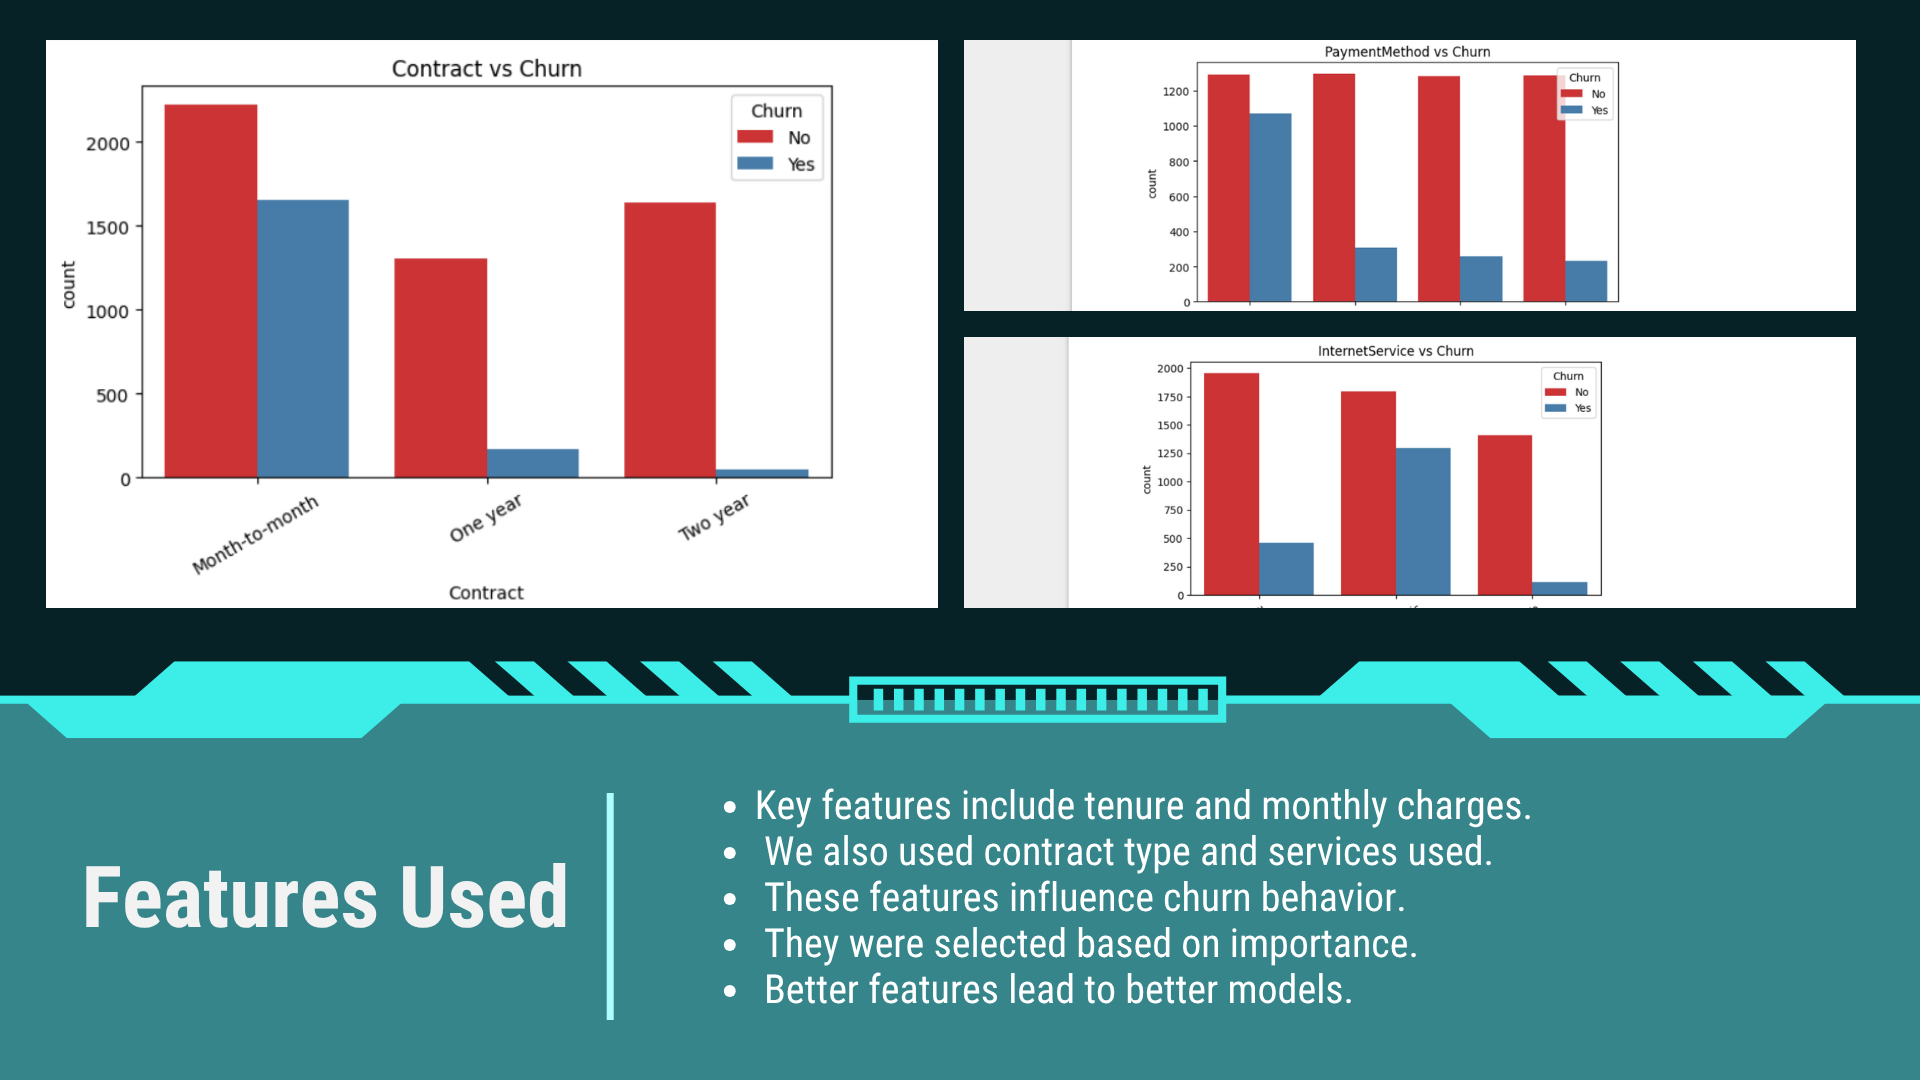 Contract vs Churn
Churn
No
Yes
2000
1500
1000
500
0
count
Month-to-month
One year
Two year
Contract
PaymentMethod vs Churn
Churn
No
Yes
1200
1000
800
600
400
200
0
count
InternetService vs Churn
Churn
No
Yes
2000
1750
1500
1250
1000
750
500
250
0
count
Features Used
• Key features include tenure and monthly charges.
• We also used contract type and services used.
• These features influence churn behavior.
• They were selected based on importance.
• Better features lead to better models.